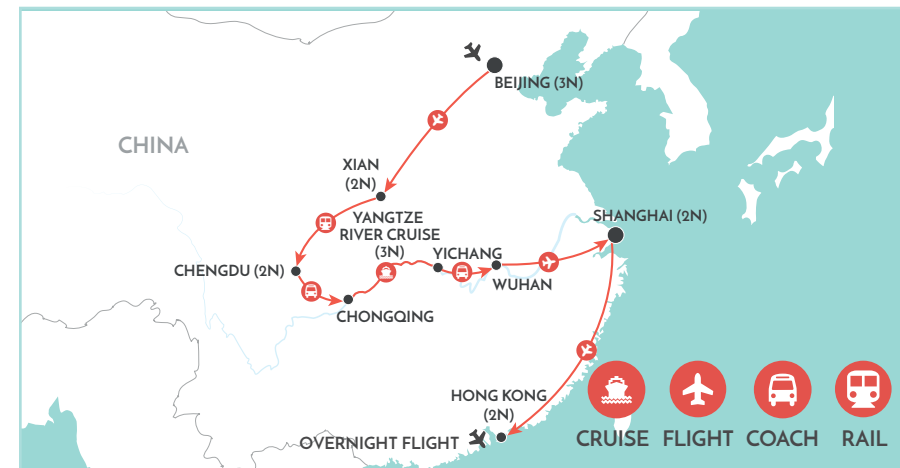 BEIJING (3N)
CHINA
XIAN
(2N)
YANGTZE
RIVER CRUISE
(3N)
SHANGHAI (2N)
YICHANG
CHENGDU (2N)
WUHAN
CHONGQING
HONG KONG
(2N)
OVERNIGHT FLIGHT
CRUISE FLIGHT COACH RAIL